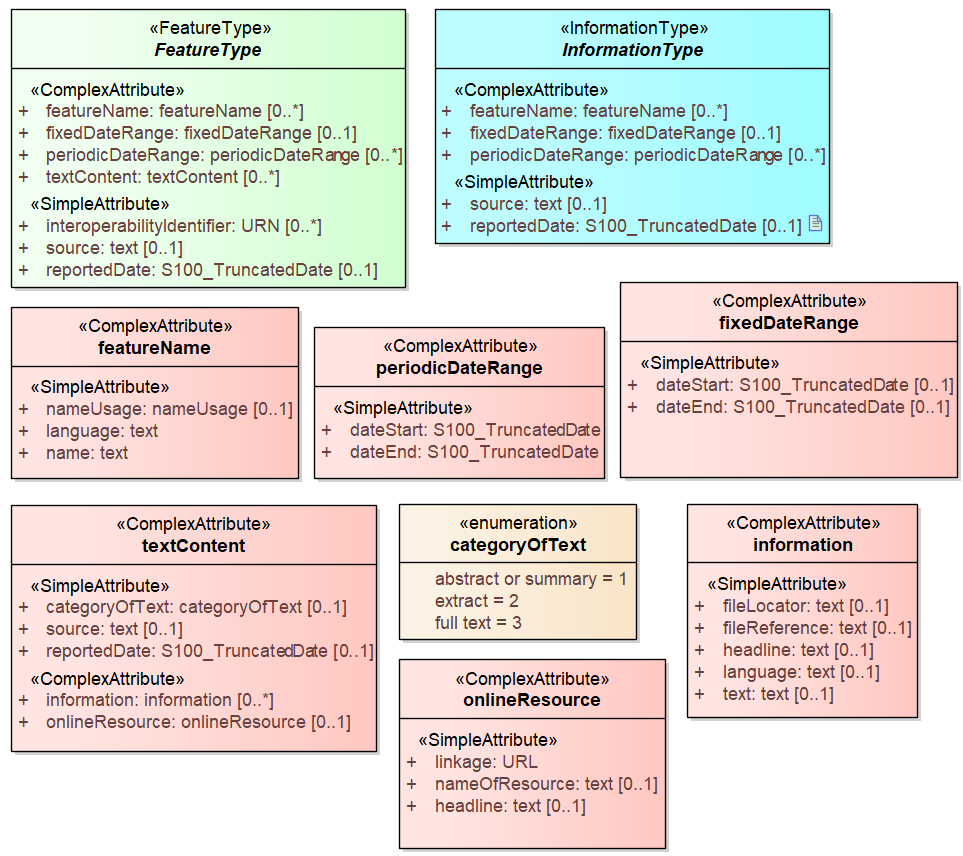 «FeatureType»
FeatureType
«ComplexAttribute»
+ featureName: featureName [0..*]
+ fixedDateRange: fixedDateRange [0..1]
+ periodicDateRange: periodicDateRange [0..*]
+ textContent: textContent [0..*]
«SimpleAttribute»
+ interoperabilityIdentifier: URN [0..*]
+ source: text [0..1]
+ reportedDate: S100_TruncatedDate [0..1]
«InformationType»
InformationType
«ComplexAttribute»
+ featureName: featureName [0..*]
+ fixedDateRange: fixedDateRange [0..1]
+ periodicDateRange: periodicDateRange [0..*]
«SimpleAttribute»
+ source: text [0..1]
+ reportedDate: S100_TruncatedDate [0..1]
«ComplexAttribute»
featureName
«SimpleAttribute»
+ nameUsage: nameUsage [0..1]
+ language: text
+ name: text
«ComplexAttribute»
periodicDateRange
«SimpleAttribute»
+ dateStart: S100_TruncatedDate
+ dateEnd: S100_TruncatedDate
«ComplexAttribute»
fixedDateRange
«SimpleAttribute»
+ dateStart: S100_TruncatedDate [0..1]
+ dateEnd: S100_TruncatedDate [0..1]
«ComplexAttribute»
textContent
«SimpleAttribute»
+ categoryOfText: categoryOfText [0..1]
+ source: text [0..1]
+ reportedDate: S100_TruncatedDate [0..1]
«ComplexAttribute»
+ information: information [0..*]
+ onlineResource: onlineResource [0..1]
«enumeration»
categoryOfText
abstract or summary = 1
extract = 2
full text = 3
«ComplexAttribute»
information
«SimpleAttribute»
+ fileLocator: text [0..1]
+ fileReference: text [0..1]
+ headline: text [0..1]
+ language: text [0..1]
+ text: text [0..1]
«ComplexAttribute»
onlineResource
«SimpleAttribute»
+ linkage: URL
+ nameOfResource: text [0..1]
+ headline: text [0..1]